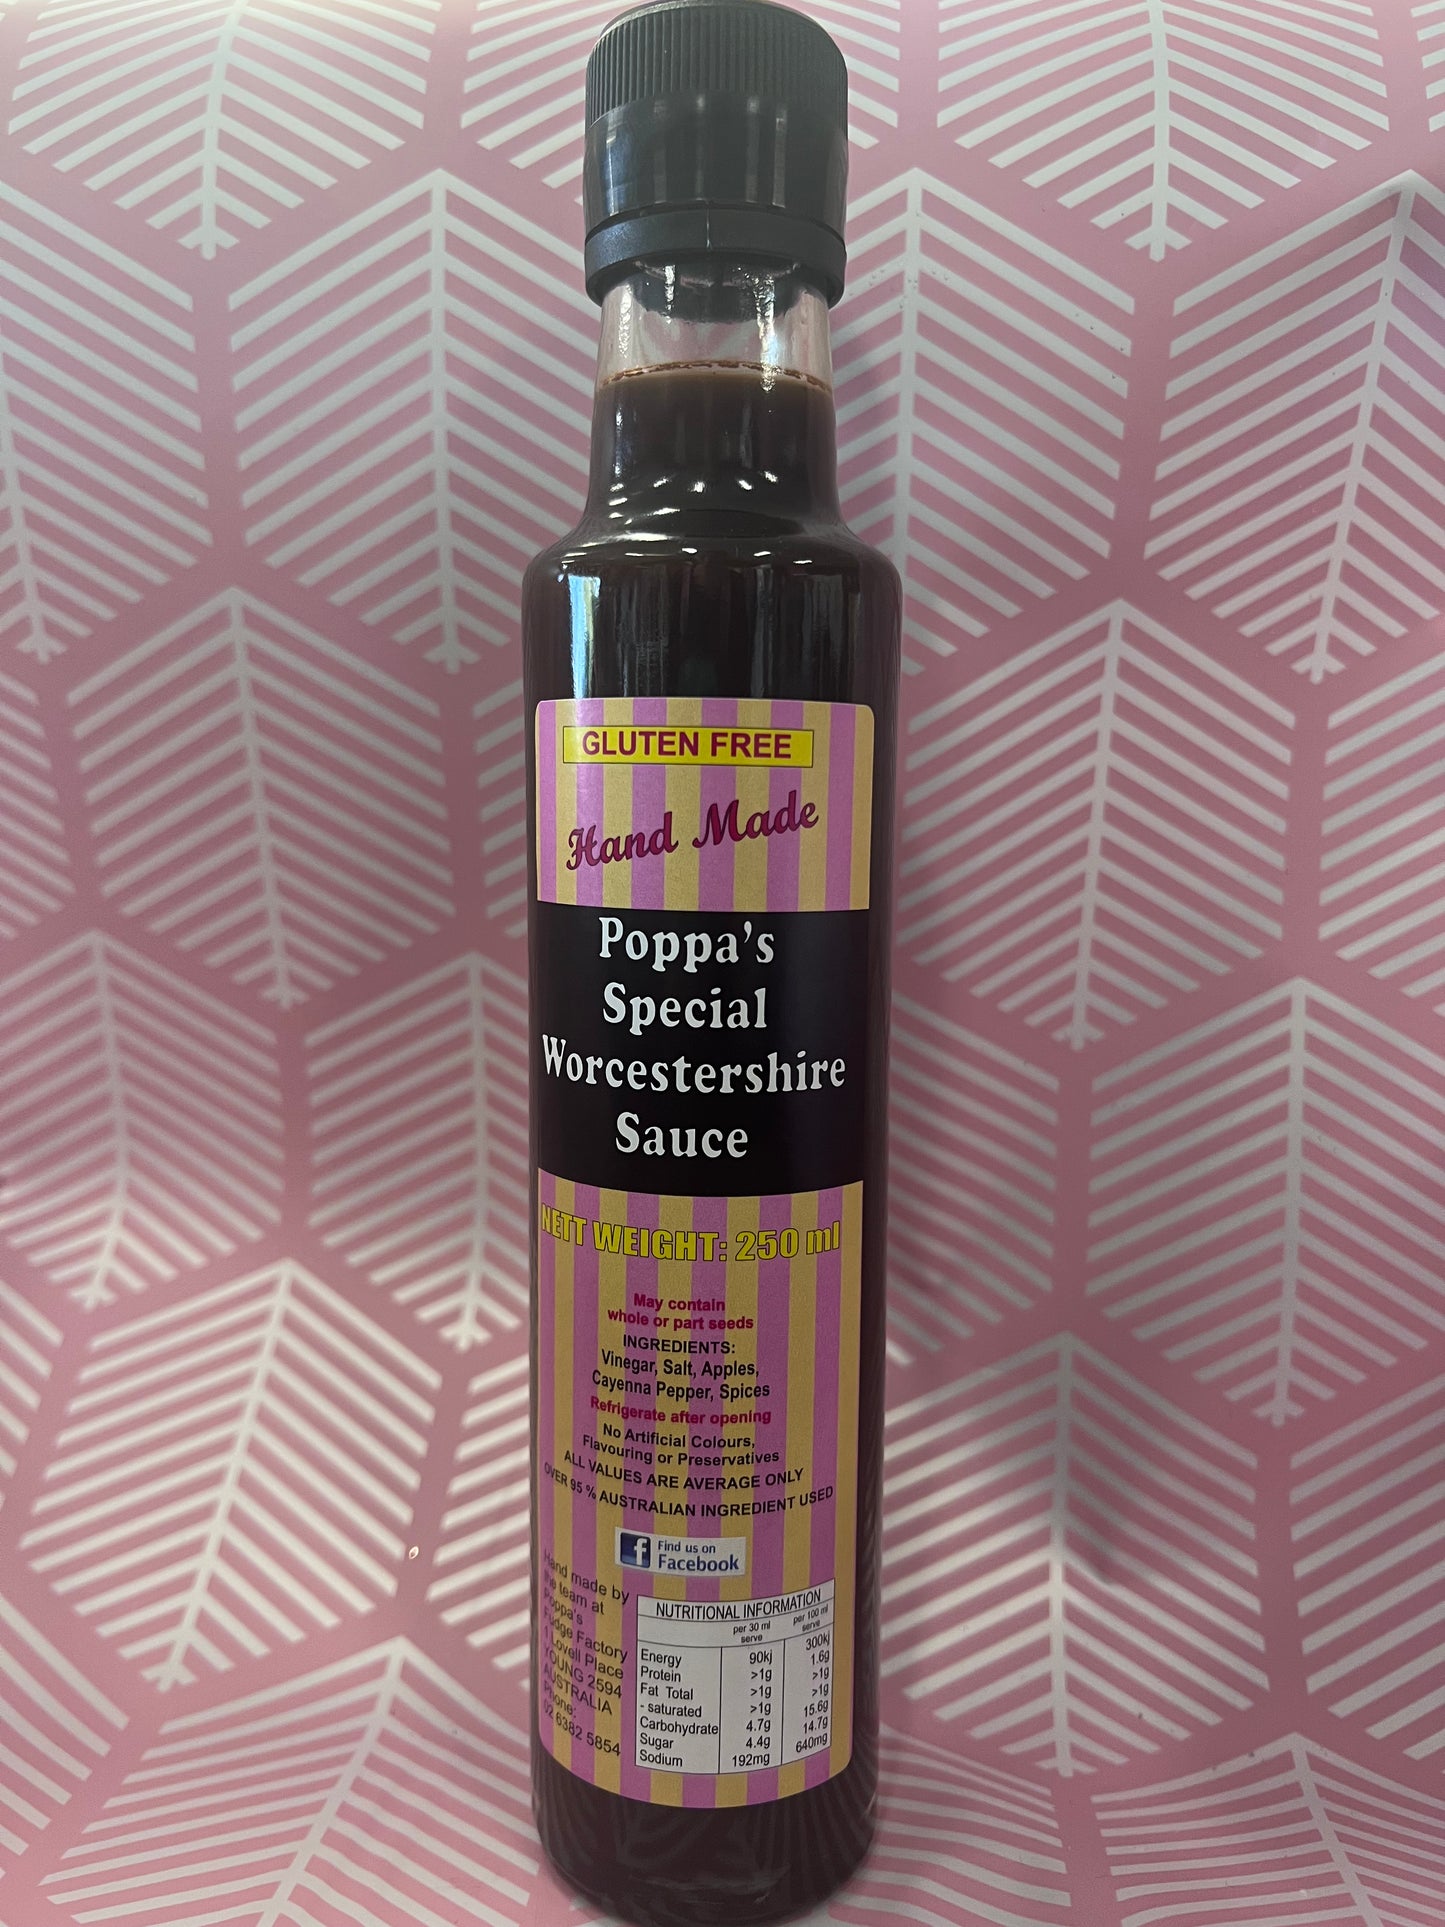 GLUTEN FREE
Hand Made
Poppa's
Special
Worcestershire
Sauce
NETT WEIGHT: 250 ml
May contain
whole or part seeds
INGREDIENTS:
Vinegar, Salt, Apples,
Cayenna Pepper, Spices
Refrigerate after opening
No Artificial Colours,
Flavouring or Preservatives
ALL VALUES ARE AVERAGE ONLY
OVER 95 % AUSTRALIAN INGREDIENT USED
f Find us on
Facebook
Hand made by
the team at
Poppa's
Fudge Factory
1 Lovell Place
YOUNG 2594
AUSTRALIA
Phone:
02 6382 5854
NUTRITIONAL INFORMATION
per 30 ml serve per 100 ml serve
Energy 90kj 300kj
Protein >1g 1.6g
Fat Total >1g >1g
- saturated >1g >1g
Carbohydrate 4.7g 15.6g
Sugar 4.4g 14.7g
Sodium 192mg 640mg